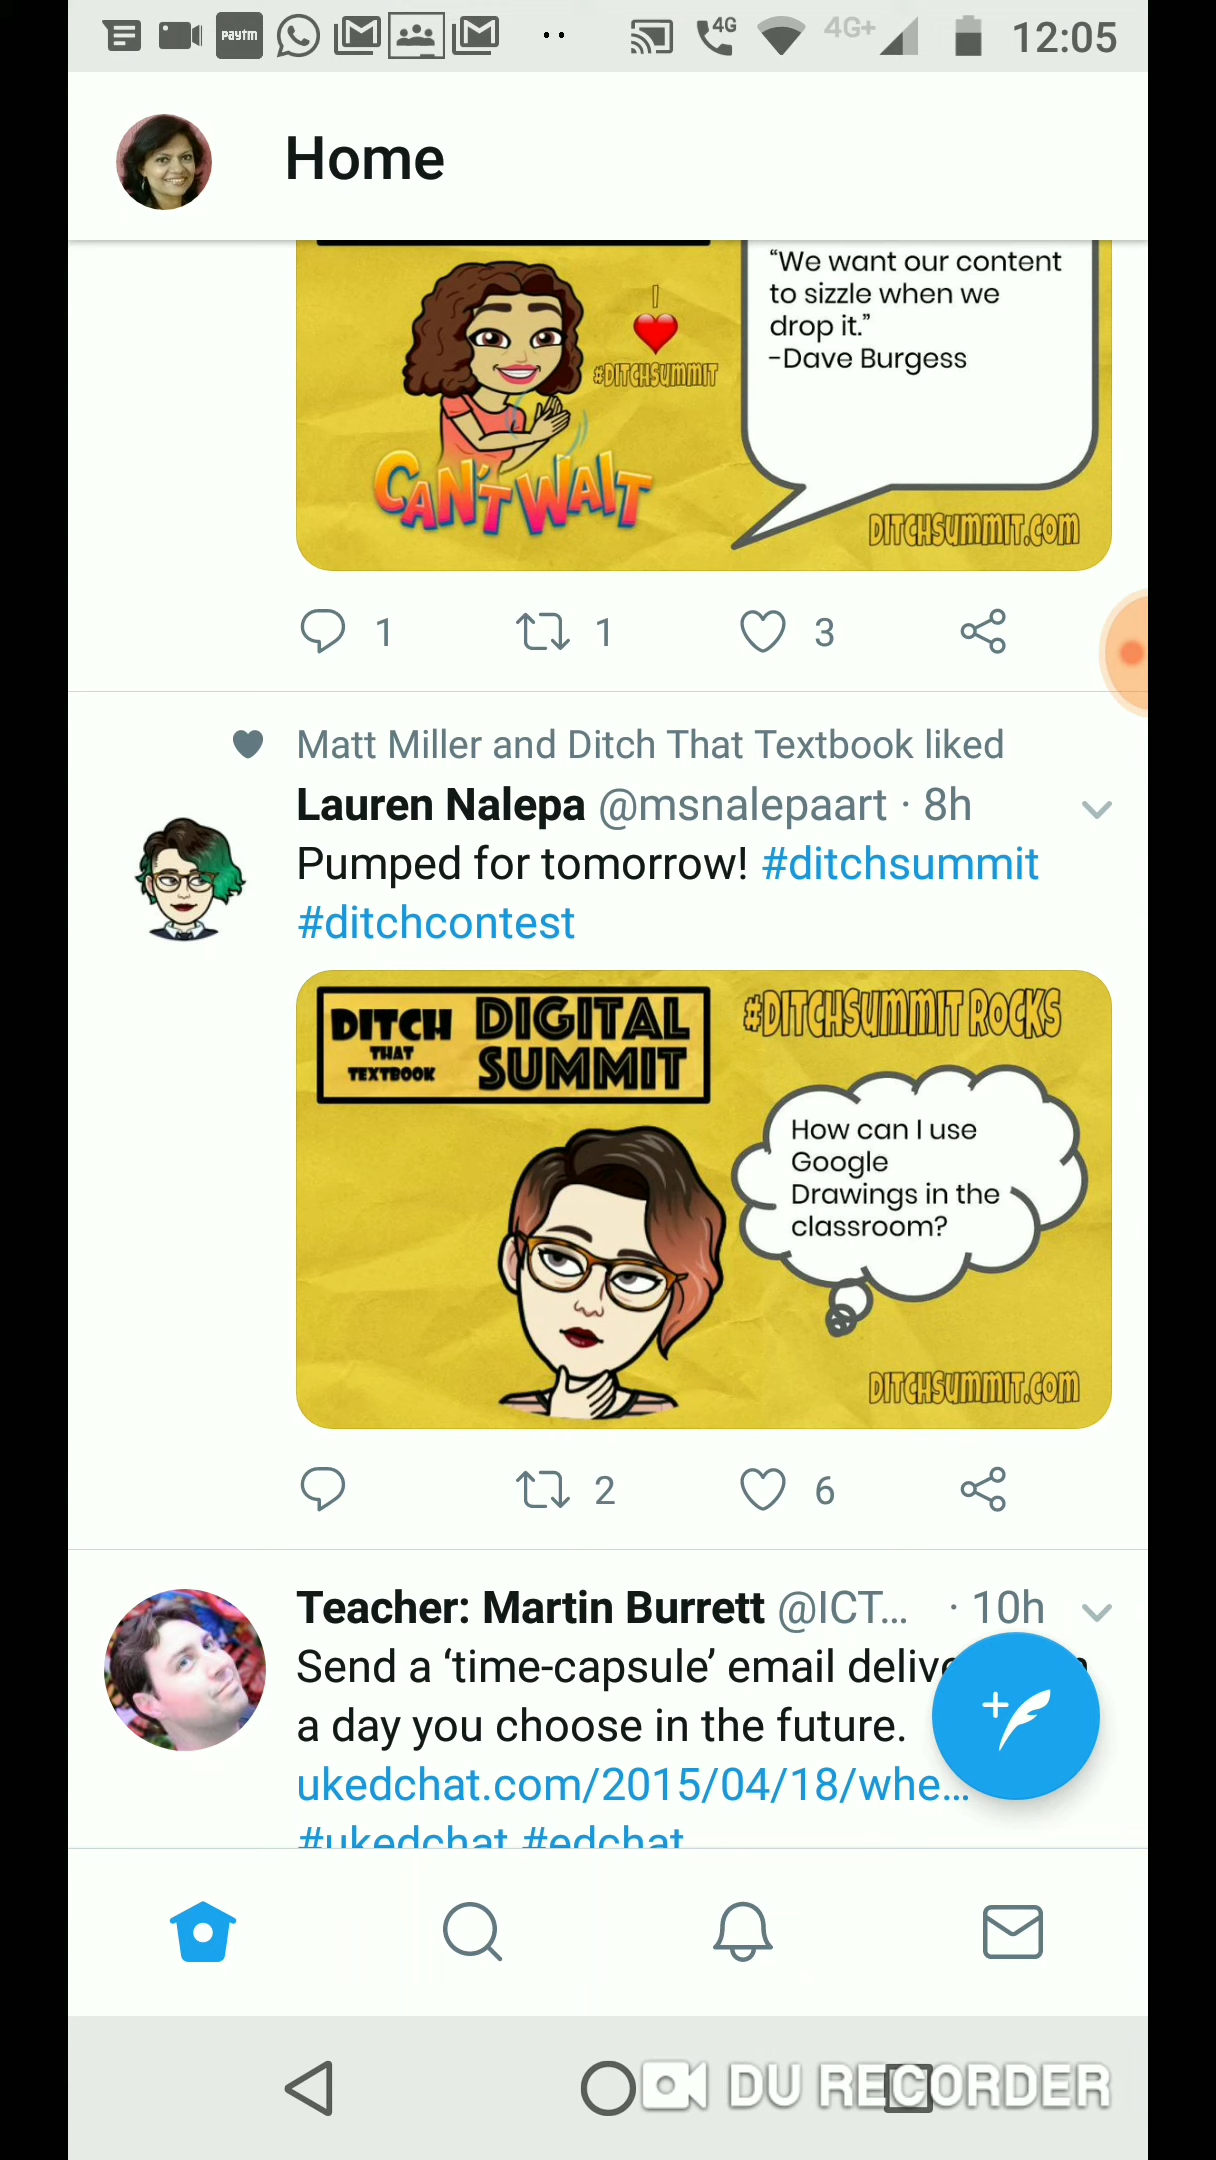 paytm
4G
4G+
12:05
Home
"We want our content
to sizzle when we
drop it."
-Dave Burgess
I
#DITCHSUMMIT
CAN'T WAIT
DITCHSUMMIT.COM
1
1
3
Matt Miller and Ditch That Textbook liked
Lauren Nalepa @msnalepaart · 8h
Pumped for tomorrow! #ditchsummit
#ditchcontest
DITCH
THAT
TEXTBOOK
DIGITAL
SUMMIT
#DITCHSUMMIT ROCKS
How can I use
Google
Drawings in the
classroom?
DITCHSUMMIT.COM
2
6
Teacher: Martin Burrett @ICT... · 10h
Send a ‘time-capsule’ email
a day you choose in the future.
ukedchat.com/2015/04/18/whe...
#ukedchat #edchat
DU RECORDER